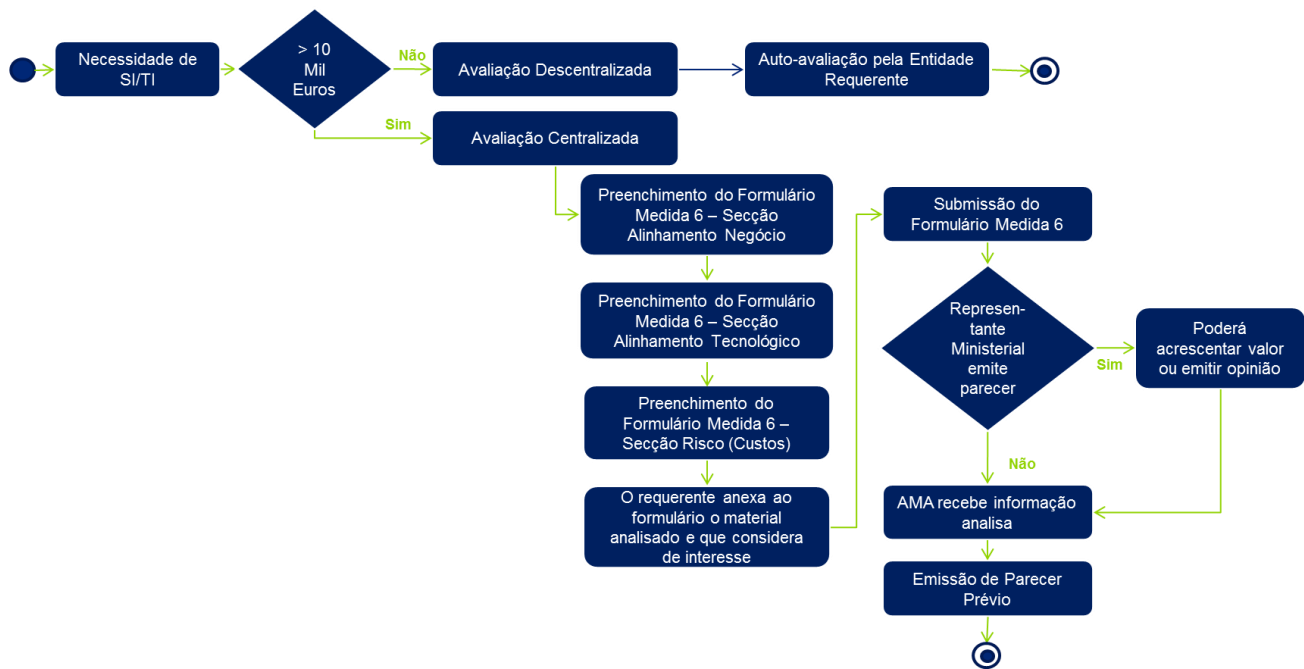 Necessidade de
SI/TI
> 10
Mil
Euros
Não
Avaliação Descentralizada
Auto-avaliação pela Entidade
Requerente
Sim
Avaliação Centralizada
Preenchimento do Formulário
Medida 6 – Secção
Alinhamento Negócio
Preenchimento do Formulário
Medida 6 – Secção
Alinhamento Tecnológico
Preenchimento do
Formulário Medida 6 –
Secção Risco (Custos)
O requerente anexa ao
formulário o material
analisado e que considera
de interesse
Submissão do
Formulário Medida 6
Represen-
tante
Ministerial
emite
parecer
Sim
Poderá
acrescentar valor
ou emitir opinião
Não
AMA recebe informação
analisa
Emissão de Parecer
Prévio